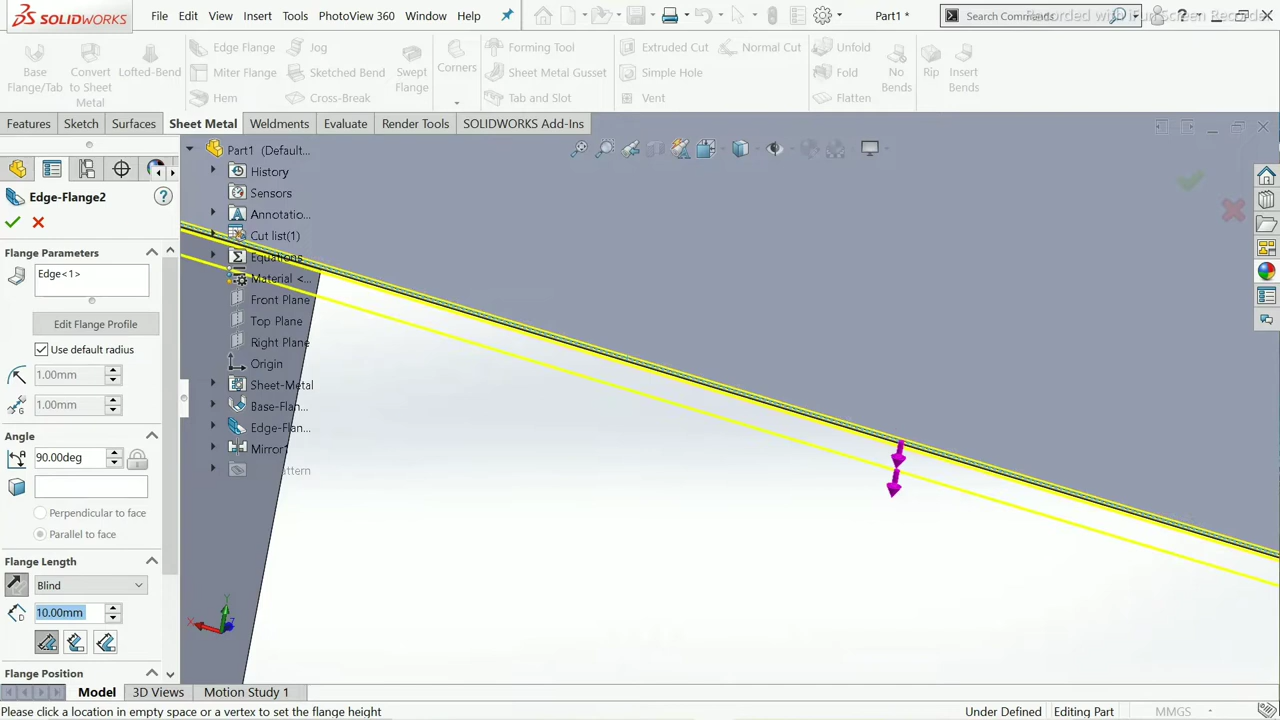 SOLIDWORKS File Edit View Insert Tools PhotoView 360 Window Help Part1 * Search Commands
Recorded with
Screen Recorder
Base Flange/Tab
Convert to Sheet Metal
Lofted-Bend
Edge Flange
Miter Flange
Hem
Jog
Sketched Bend
Cross-Break
Swept Flange
Corners
Forming Tool
Sheet Metal Gusset
Tab and Slot
Extruded Cut
Simple Hole
Vent
Normal Cut
Unfold
Fold
Flatten
No Bends
Rip
Insert Bends
Features Sketch Surfaces Sheet Metal Weldments Evaluate Render Tools SOLIDWORKS Add-Ins
Edge-Flange2
Flange Parameters
Edge<1>
Edit Flange Profile
Use default radius
1.00mm
1.00mm
Angle
90.00deg
Perpendicular to face
Parallel to face
Flange Length
Blind
10.00mm
Flange Position
Part1 (Default...
History
Sensors
Annotatio...
Cut list(1)
Equations
Material <...
Front Plane
Top Plane
Right Plane
Origin
Sheet-Metal
Base-Flan...
Edge-Flan...
Mirror1
attern
Y
X
Z
Model 3D Views Motion Study 1
Please click a location in empty space or a vertex to set the flange height Under Defined Editing Part MMGS